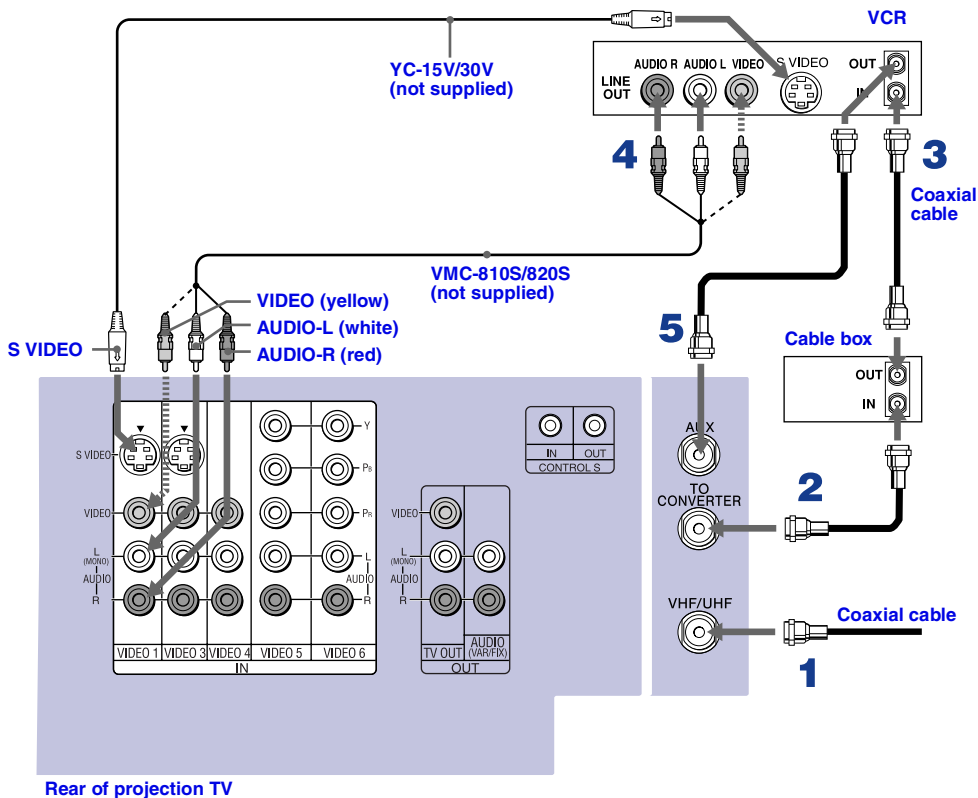 VCR
YC-15V/30V
(not supplied)
AUDIO R AUDIO L VIDEO S VIDEO OUT
LINE
OUT
IN
4
3
Coaxial
cable
VMC-810S/820S
(not supplied)
VIDEO (yellow)
AUDIO-L (white)
AUDIO-R (red)
S VIDEO
5
Cable box
OUT
IN
AUX
TO
CONVERTER
2
VHF/UHF
Coaxial cable
1
S VIDEO
VIDEO
L
(MONO)
AUDIO
R
Y
PB
PR
L
AUDIO
R
VIDEO 1 VIDEO 3 VIDEO 4 VIDEO 5 VIDEO 6
IN
IN OUT
CONTROL S
VIDEO
L
(MONO)
AUDIO
R
TV OUT
AUDIO
(VAR/FIX)
OUT
Rear of projection TV